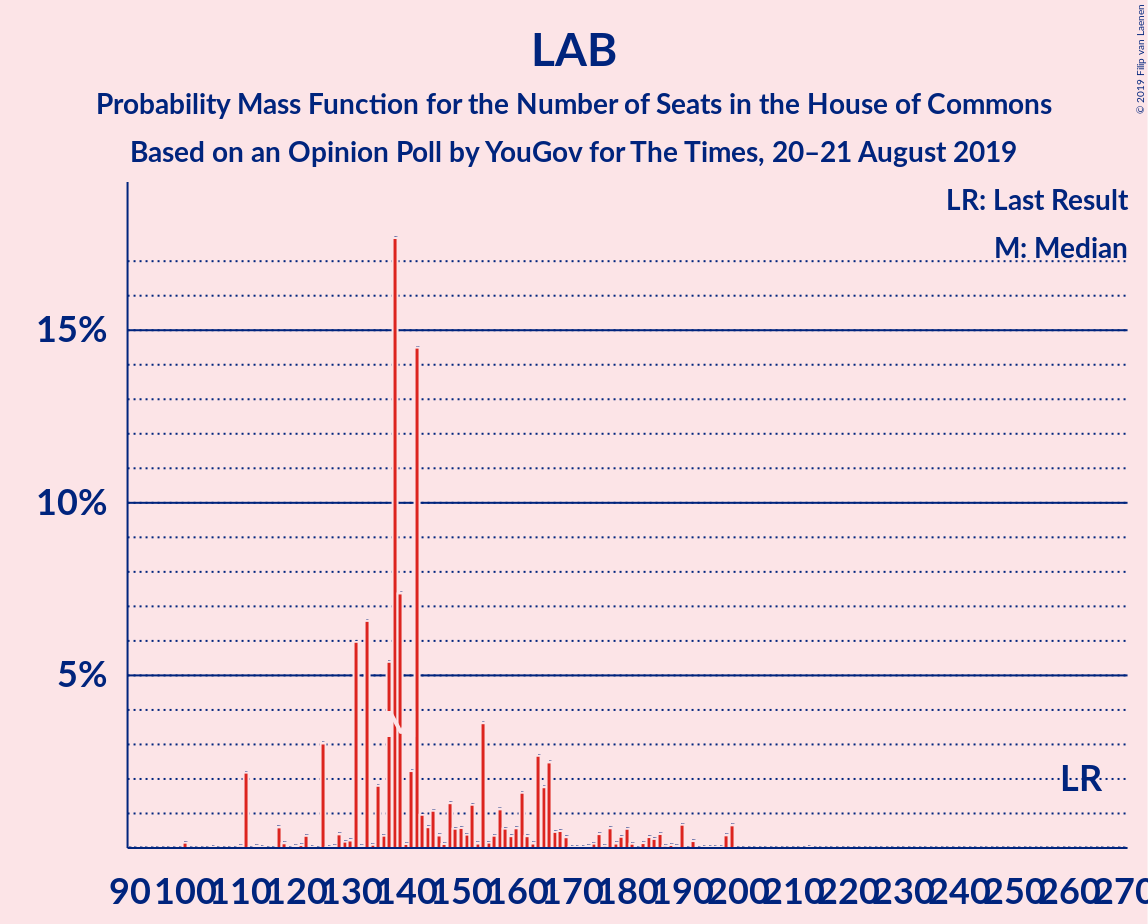 LAB
Probability Mass Function for the Number of Seats in the House of Commons
Based on an Opinion Poll by YouGov for The Times, 20–21 August 2019
© 2019 Filip van Laenen
LR: Last Result
M: Median
15%
10%
5%
M
LR
90 100 110 120 130 140 150 160 170 180 190 200 210 220 230 240 250 260 270